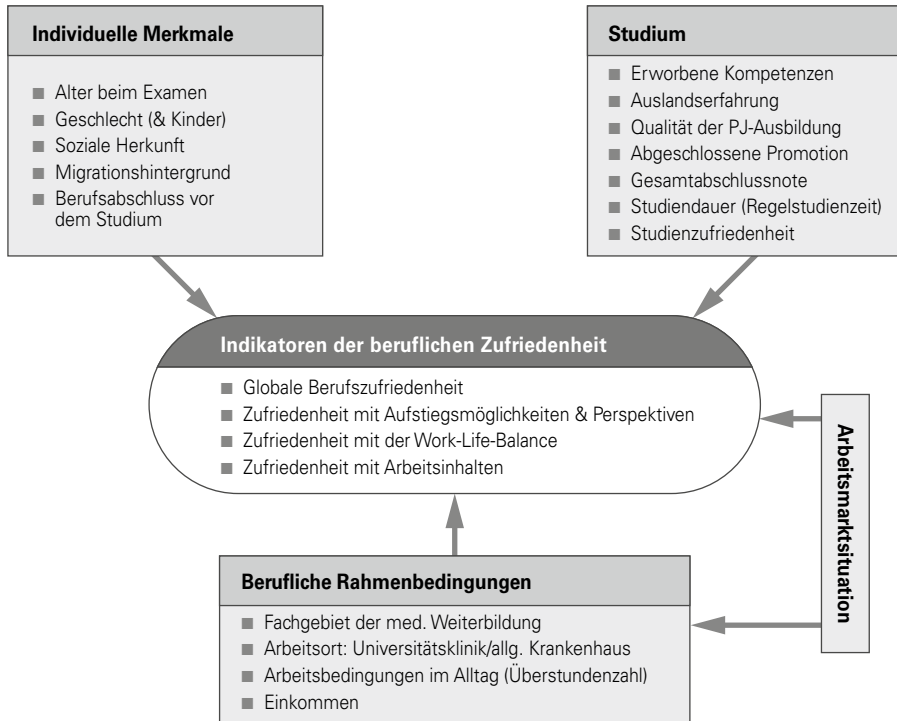 Individuelle Merkmale
■ Alter beim Examen
■ Geschlecht (& Kinder)
■ Soziale Herkunft
■ Migrationshintergrund
■ Berufsabschluss vor
dem Studium
Studium
■ Erworbene Kompetenzen
■ Auslandserfahrung
■ Qualität der PJ-Ausbildung
■ Abgeschlossene Promotion
■ Gesamtabschlussnote
■ Studiendauer (Regelstudienzeit)
■ Studienzufriedenheit
Indikatoren der beruflichen Zufriedenheit
■ Globale Berufszufriedenheit
■ Zufriedenheit mit Aufstiegsmöglichkeiten & Perspektiven
■ Zufriedenheit mit der Work-Life-Balance
■ Zufriedenheit mit Arbeitsinhalten
Arbeitsmarktsituation
Berufliche Rahmenbedingungen
■ Fachgebiet der med. Weiterbildung
■ Arbeitsort: Universitätsklinik/allg. Krankenhaus
■ Arbeitsbedingungen im Alltag (Überstundenzahl)
■ Einkommen